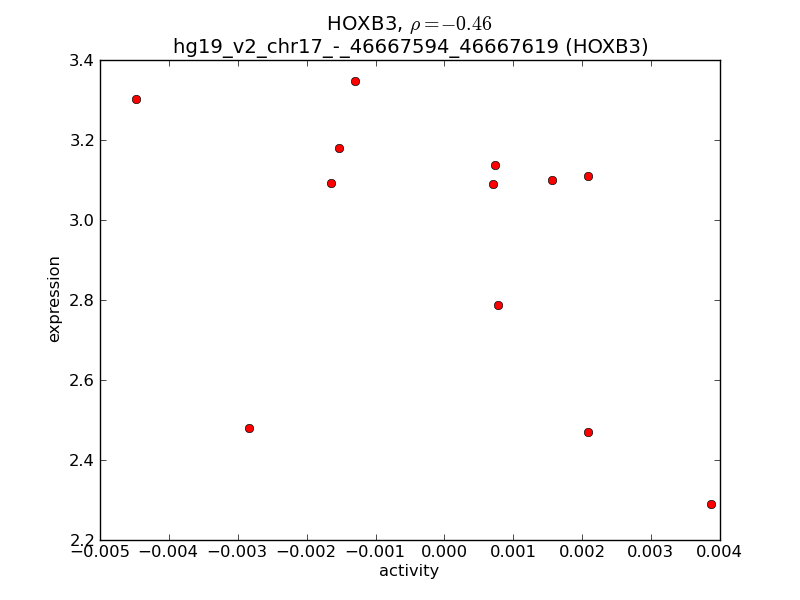 HOXB3, ρ = −0.46
hg19_v2_chr17_-_46667594_46667619 (HOXB3)
3.4
3.2
3.0
2.8
2.6
2.4
2.2
expression
−0.005 −0.004 −0.003 −0.002 −0.001 0.000 0.001 0.002 0.003 0.004
activity